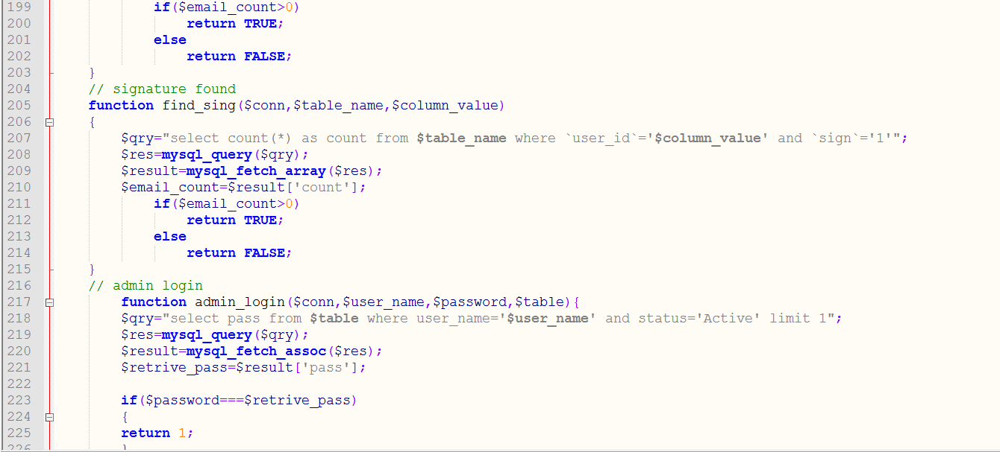 199 if($email_count>0)
200 return TRUE;
201 else
202 return FALSE;
203 }
204 // signature found
205 function find_sing($conn,$table_name,$column_value)
206 {
207 $qry="select count(*) as count from $table_name where `user_id`='$column_value' and `sign`='1'";
208 $res=mysql_query($qry);
209 $result=mysql_fetch_array($res);
210 $email_count=$result['count'];
211 if($email_count>0)
212 return TRUE;
213 else
214 return FALSE;
215 }
216 // admin login
217 function admin_login($conn,$user_name,$password,$table){
218 $qry="select pass from $table where user_name='$user_name' and status='Active' limit 1";
219 $res=mysql_query($qry);
220 $result=mysql_fetch_assoc($res);
221 $retrive_pass=$result['pass'];
222
223 if($password===$retrive_pass)
224 {
225 return 1;
226 }